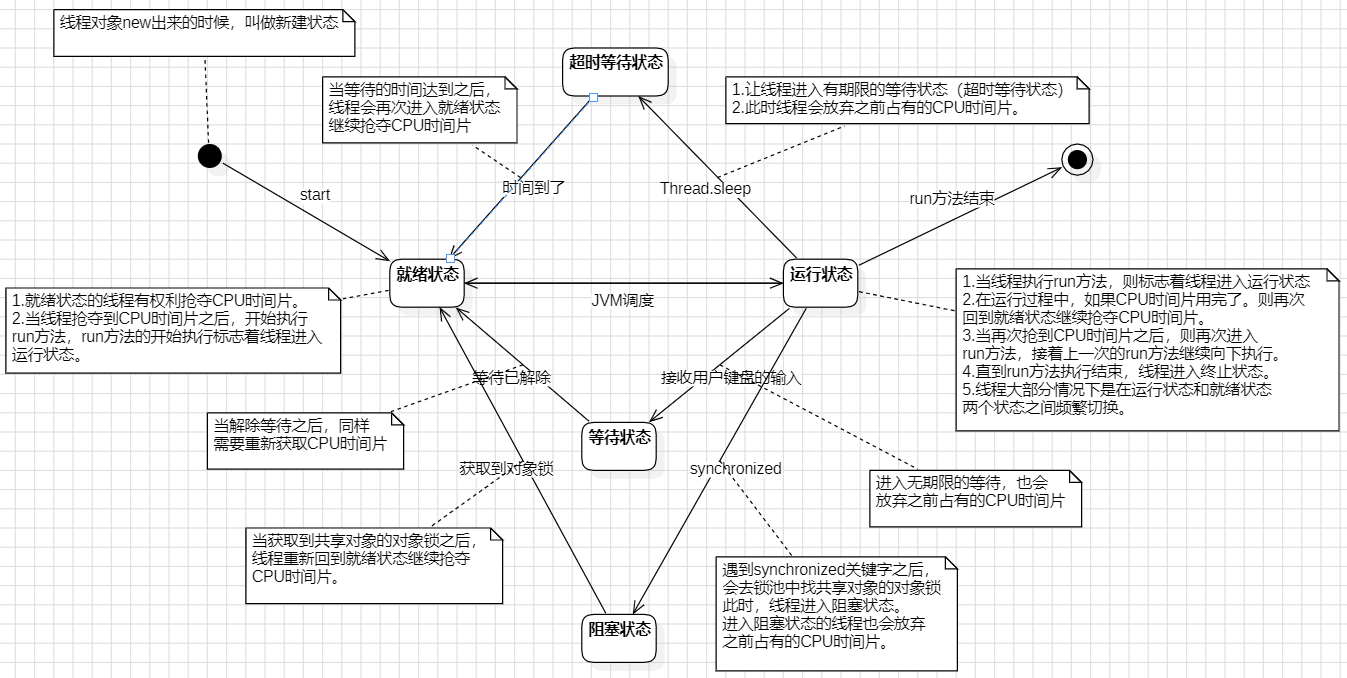 线程对象new出来的时候，叫做新建状态
超时等待状态
当等待的时间达到之后，
线程会再次进入就绪状态
继续抢夺CPU时间片
1.让线程进入有期限的等待状态（超时等待状态）
2.此时线程会放弃之前占有的CPU时间片。
start
时间到了
Thread.sleep
run方法结束
就绪状态
运行状态
JVM调度
1.就绪状态的线程有权利抢夺CPU时间片。
2.当线程抢夺到CPU时间片之后，开始执行
run方法，run方法的开始执行标志着线程进入
运行状态。
1.当线程执行run方法，则标志着线程进入运行状态
2.在运行过程中，如果CPU时间片用完了。则再次
回到就绪状态继续抢夺CPU时间片。
3.当再次抢到CPU时间片之后，则再次进入
run方法，接着上一次的run方法继续向下执行。
4.直到run方法执行结束，线程进入终止状态。
5.线程大部分情况下是在运行状态和就绪状态
两个状态之间频繁切换。
等待已解除
接收用户键盘的输入
当解除等待之后，同样
需要重新获取CPU时间片
等待状态
获取到对象锁
synchronized
进入无期限的等待，也会
放弃之前占有的CPU时间片
当获取到共享对象的对象锁之后，
线程重新回到就绪状态继续抢夺
CPU时间片。
遇到synchronized关键字之后，
会去锁池中找共享对象的对象锁
此时，线程进入阻塞状态。
进入阻塞状态的线程也会放弃
之前占有的CPU时间片。
阻塞状态